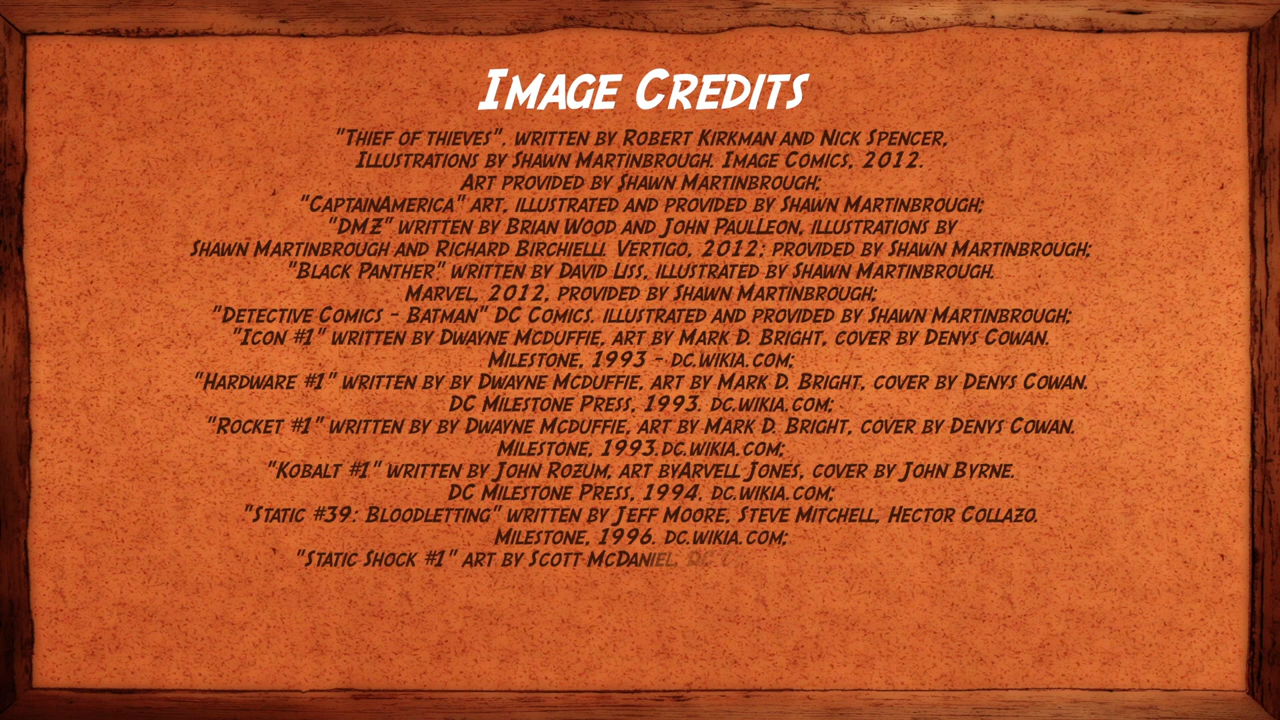 Image Credits
"Thief of thieves", written by Robert Kirkman and Nick Spencer,
Illustrations by Shawn Martinbrough. Image Comics, 2012.
Art provided by Shawn Martinbrough;
"CaptainAmerica" art, illustrated and provided by Shawn Martinbrough;
"DMZ" written by Brian Wood and John PaulLeon, illustrations by
Shawn Martinbrough and Richard Birchielli. Vertigo, 2012; provided by Shawn Martinbrough;
"Black Panther" written by David Liss, illustrated by Shawn Martinbrough.
Marvel, 2012, provided by Shawn Martinbrough;
"Detective Comics - Batman" DC Comics. illustrated and provided by Shawn Martinbrough;
"Icon #1" written by Dwayne Mcduffie, art by Mark D. Bright, cover by Denys Cowan.
Milestone, 1993 - dc.wikia.com;
"Hardware #1" written by by Dwayne Mcduffie, art by Mark D. Bright, cover by Denys Cowan.
DC Milestone Press, 1993. dc.wikia.com;
"Rocket #1" written by by Dwayne Mcduffie, art by Mark D. Bright, cover by Denys Cowan.
Milestone, 1993.dc.wikia.com;
"Kobalt #1" written by John Rozum, art byArvell Jones, cover by John Byrne.
DC Milestone Press, 1994. dc.wikia.com;
"Static #39: Bloodletting" written by Jeff Moore, Steve Mitchell, Hector Collazo.
Milestone, 1996. dc.wikia.com;
"Static Shock #1" art by Scott McDaniel, DC